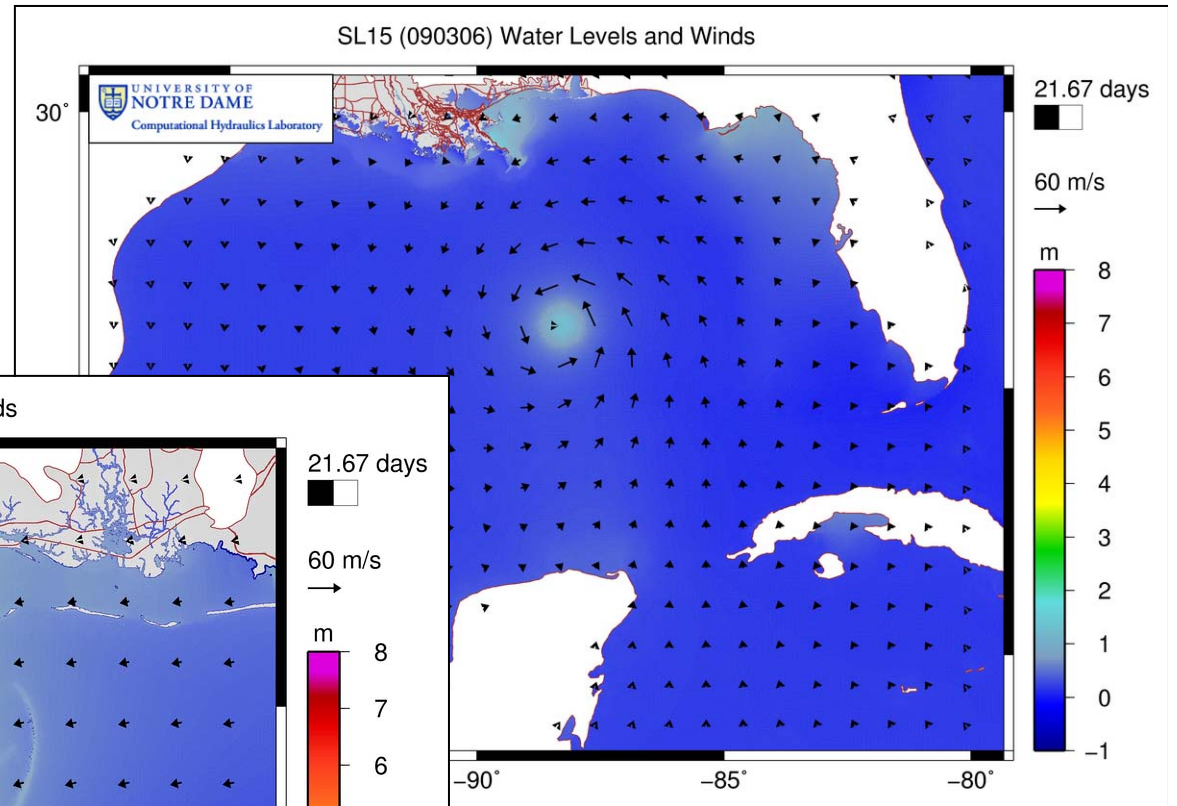 SL15 (090306) Water Levels and Winds
UNIVERSITY OF
NOTRE DAME
Computational Hydraulics Laboratory
30°
21.67 days
60 m/s
m
8
7
6
5
4
3
2
1
0
−1
−90°
−85°
−80°
ds
21.67 days
60 m/s
m
8
7
6